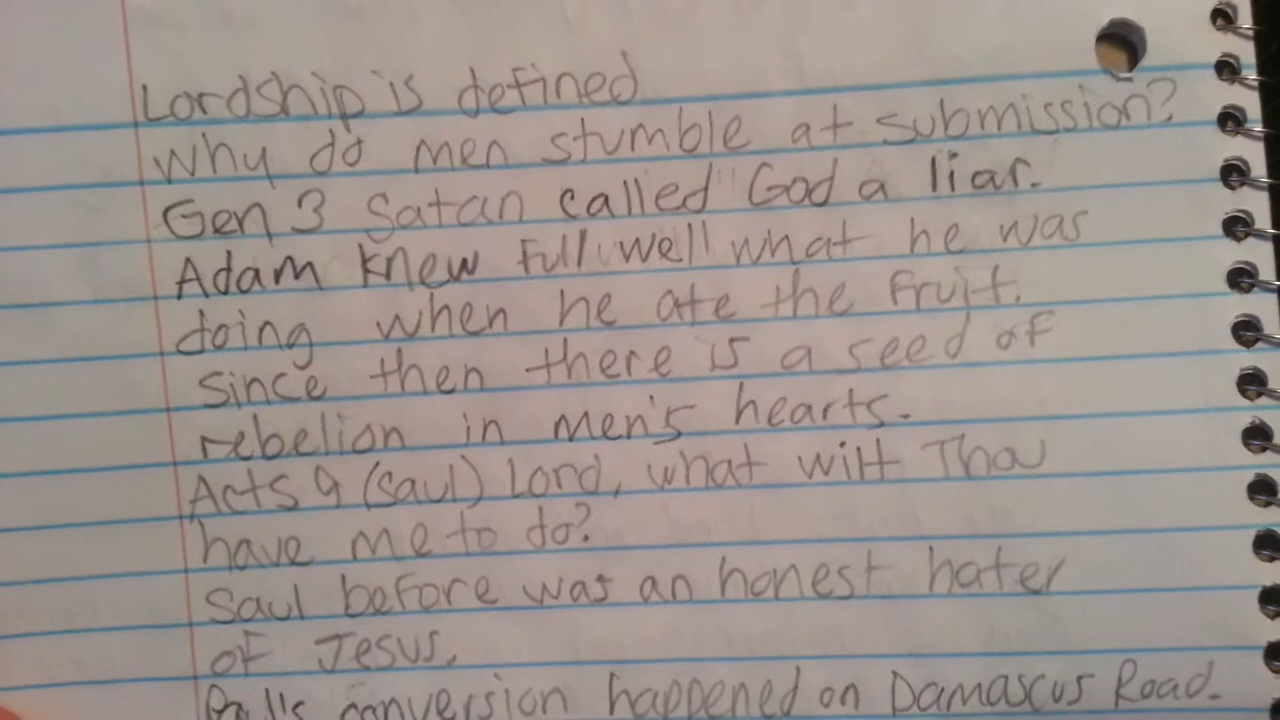 Lordship is defined
Why do men stumble at submission?
Gen 3 Satan called God a liar.
Adam knew full well what he was
doing when he ate the fruit.
Since then there is a seed of
rebelion in men's hearts.
Acts 9 (Saul) Lord, what wilt Thou
have me to do?
Saul before was an honest hater
of Jesus.
Paul's conversion happened on Damascus Road.